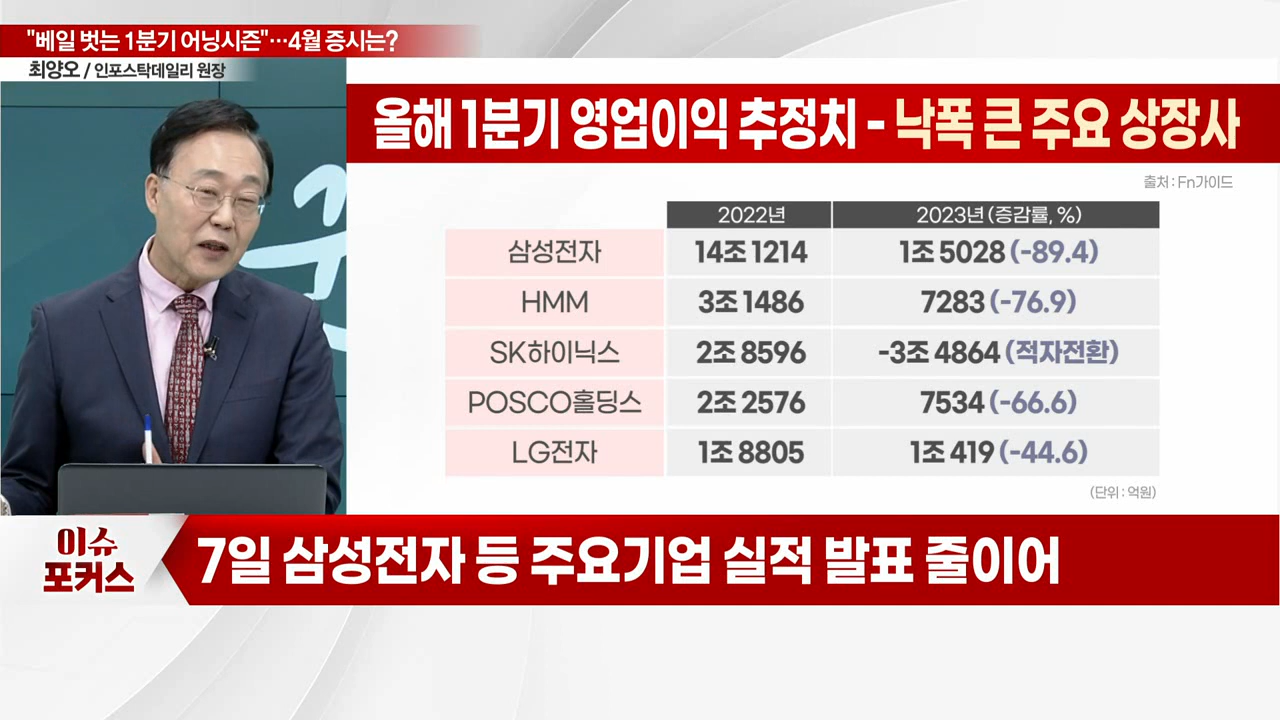 "베일 벗는 1분기 어닝시즌"…4월 증시는?
최양오 / 인포스탁데일리 원장
올해 1분기 영업이익 추정치 - 낙폭 큰 주요 상장사
출처 : Fn가이드
2022년 2023년 (증감률, %)
삼성전자 14조 1214 1조 5028 (-89.4)
HMM 3조 1486 7283 (-76.9)
SK하이닉스 2조 8596 -3조 4864 (적자전환)
POSCO홀딩스 2조 2576 7534 (-66.6)
LG전자 1조 8805 1조 419 (-44.6)
(단위 : 억원)
이슈
포커스
7일 삼성전자 등 주요기업 실적 발표 줄이어